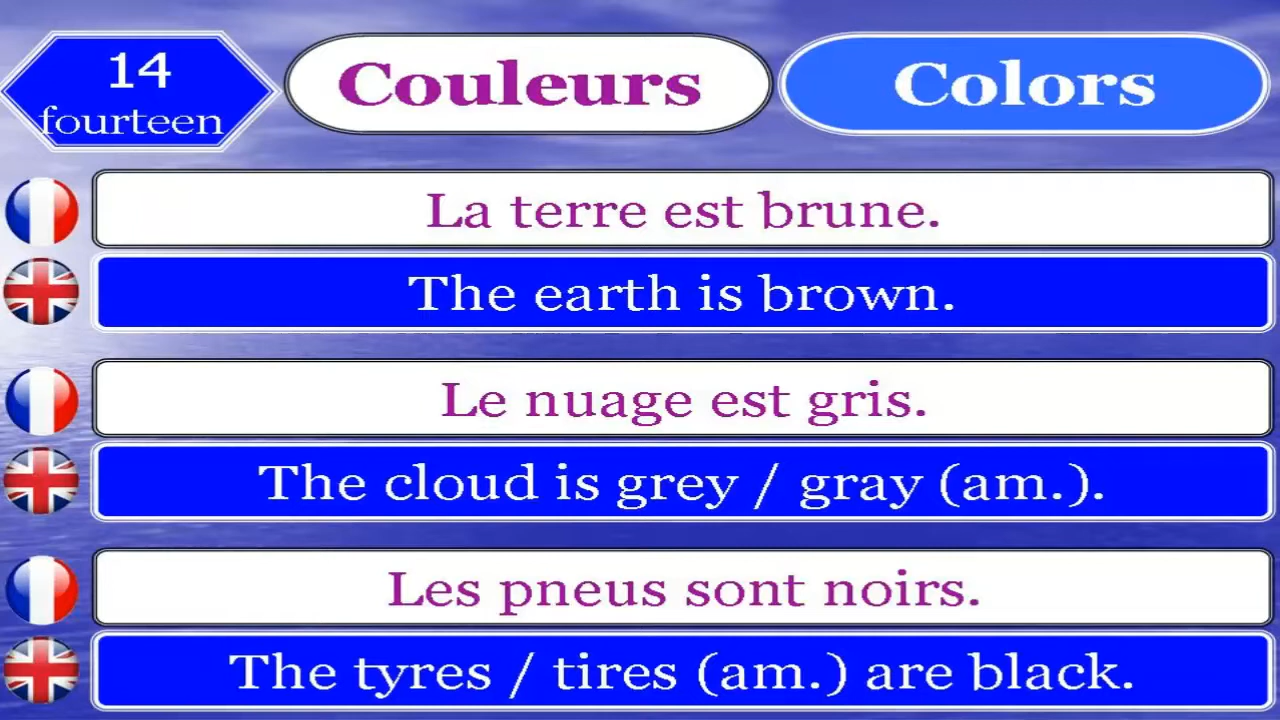 14
fourteen
Couleurs
Colors
La terre est brune.
The earth is brown.
Le nuage est gris.
The cloud is grey / gray (am.).
Les pneus sont noirs.
The tyres / tires (am.) are black.